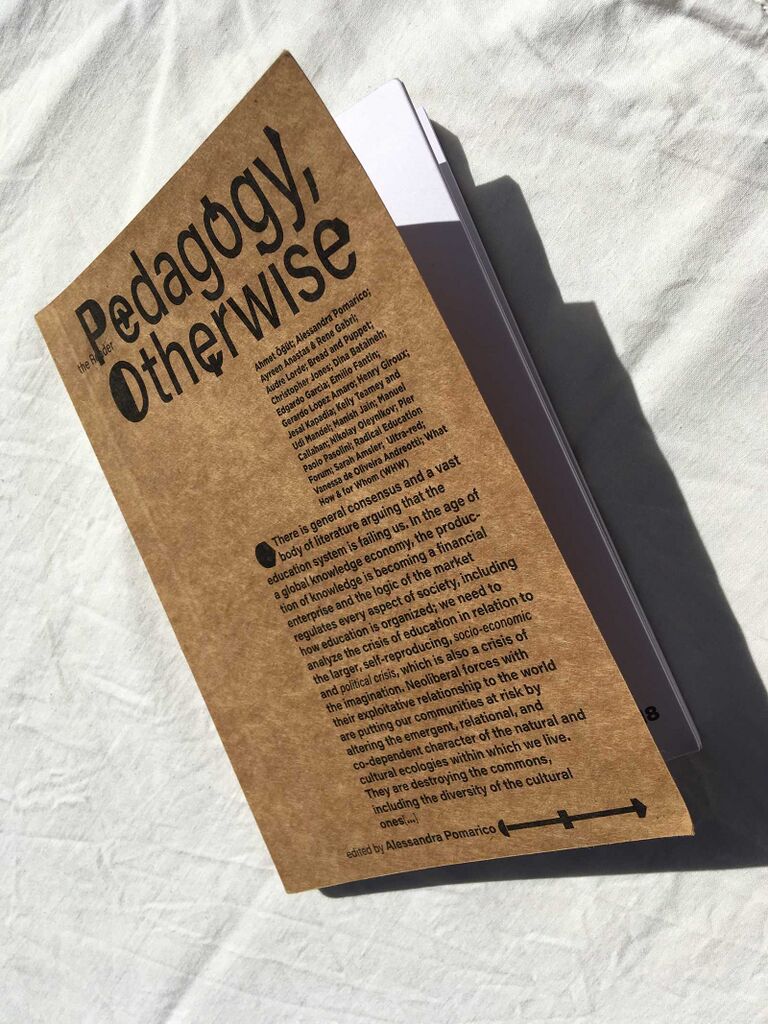 Pedagogy,
the Reader
Otherwise
Ahmet Öğüt; Alessandra Pomarico;
Ayreen Anastas & Rene Gabri;
Audre Lorde; Bread and Puppet;
Christopher Jones; Dina Bataineh;
Edgardo Garcia; Emilio Fantin;
Gerardo Lopez Amaro; Henry Giroux;
Jesal Kapadia; Kelly Teamey and
Udi Mandel; Manish Jain; Manuel
Callahan; Nikolay Oleynikov; Pier
Paolo Pasolini; Radical Education
Forum; Sarah Amsler; Ultra-red;
Vanessa de Oliveira Andreotti; What
How & for Whom (WHW)
There is general consensus and a vast
body of literature arguing that the
education system is failing us. In the age of
a global knowledge economy, the produc-
tion of knowledge is becoming a financial
enterprise and the logic of the market
regulates every aspect of society, including
how education is organized; we need to
analyze the crisis of education in relation to
the larger, self-reproducing, socio-economic
and political crisis, which is also a crisis of
the imagination. Neoliberal forces with
their exploitative relationship to the world
are putting our communities at risk by
altering the emergent, relational, and
co-dependent character of the natural and
cultural ecologies within which we live.
They are destroying the commons,
including the diversity of the cultural
ones[...]
edited by Alessandra Pomarico
8